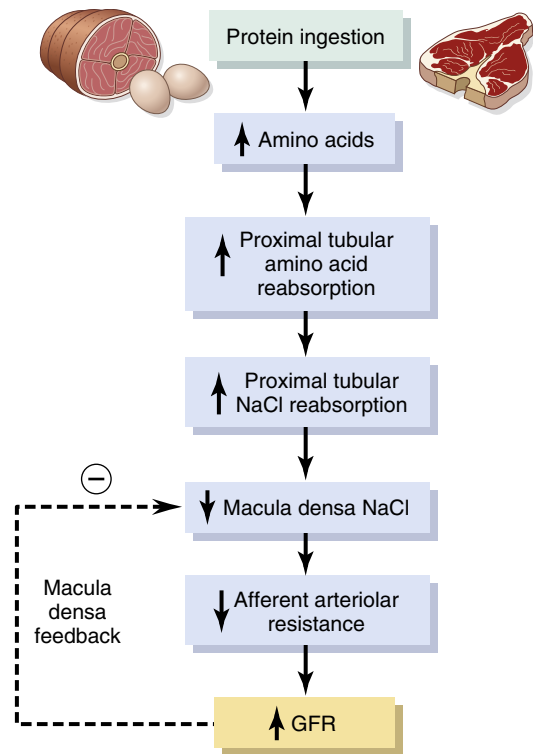 Protein ingestion
Amino acids
Proximal tubular
amino acid
reabsorption
Proximal tubular
NaCl reabsorption
−
Macula densa NaCl
Macula
densa
feedback
Afferent arteriolar
resistance
GFR